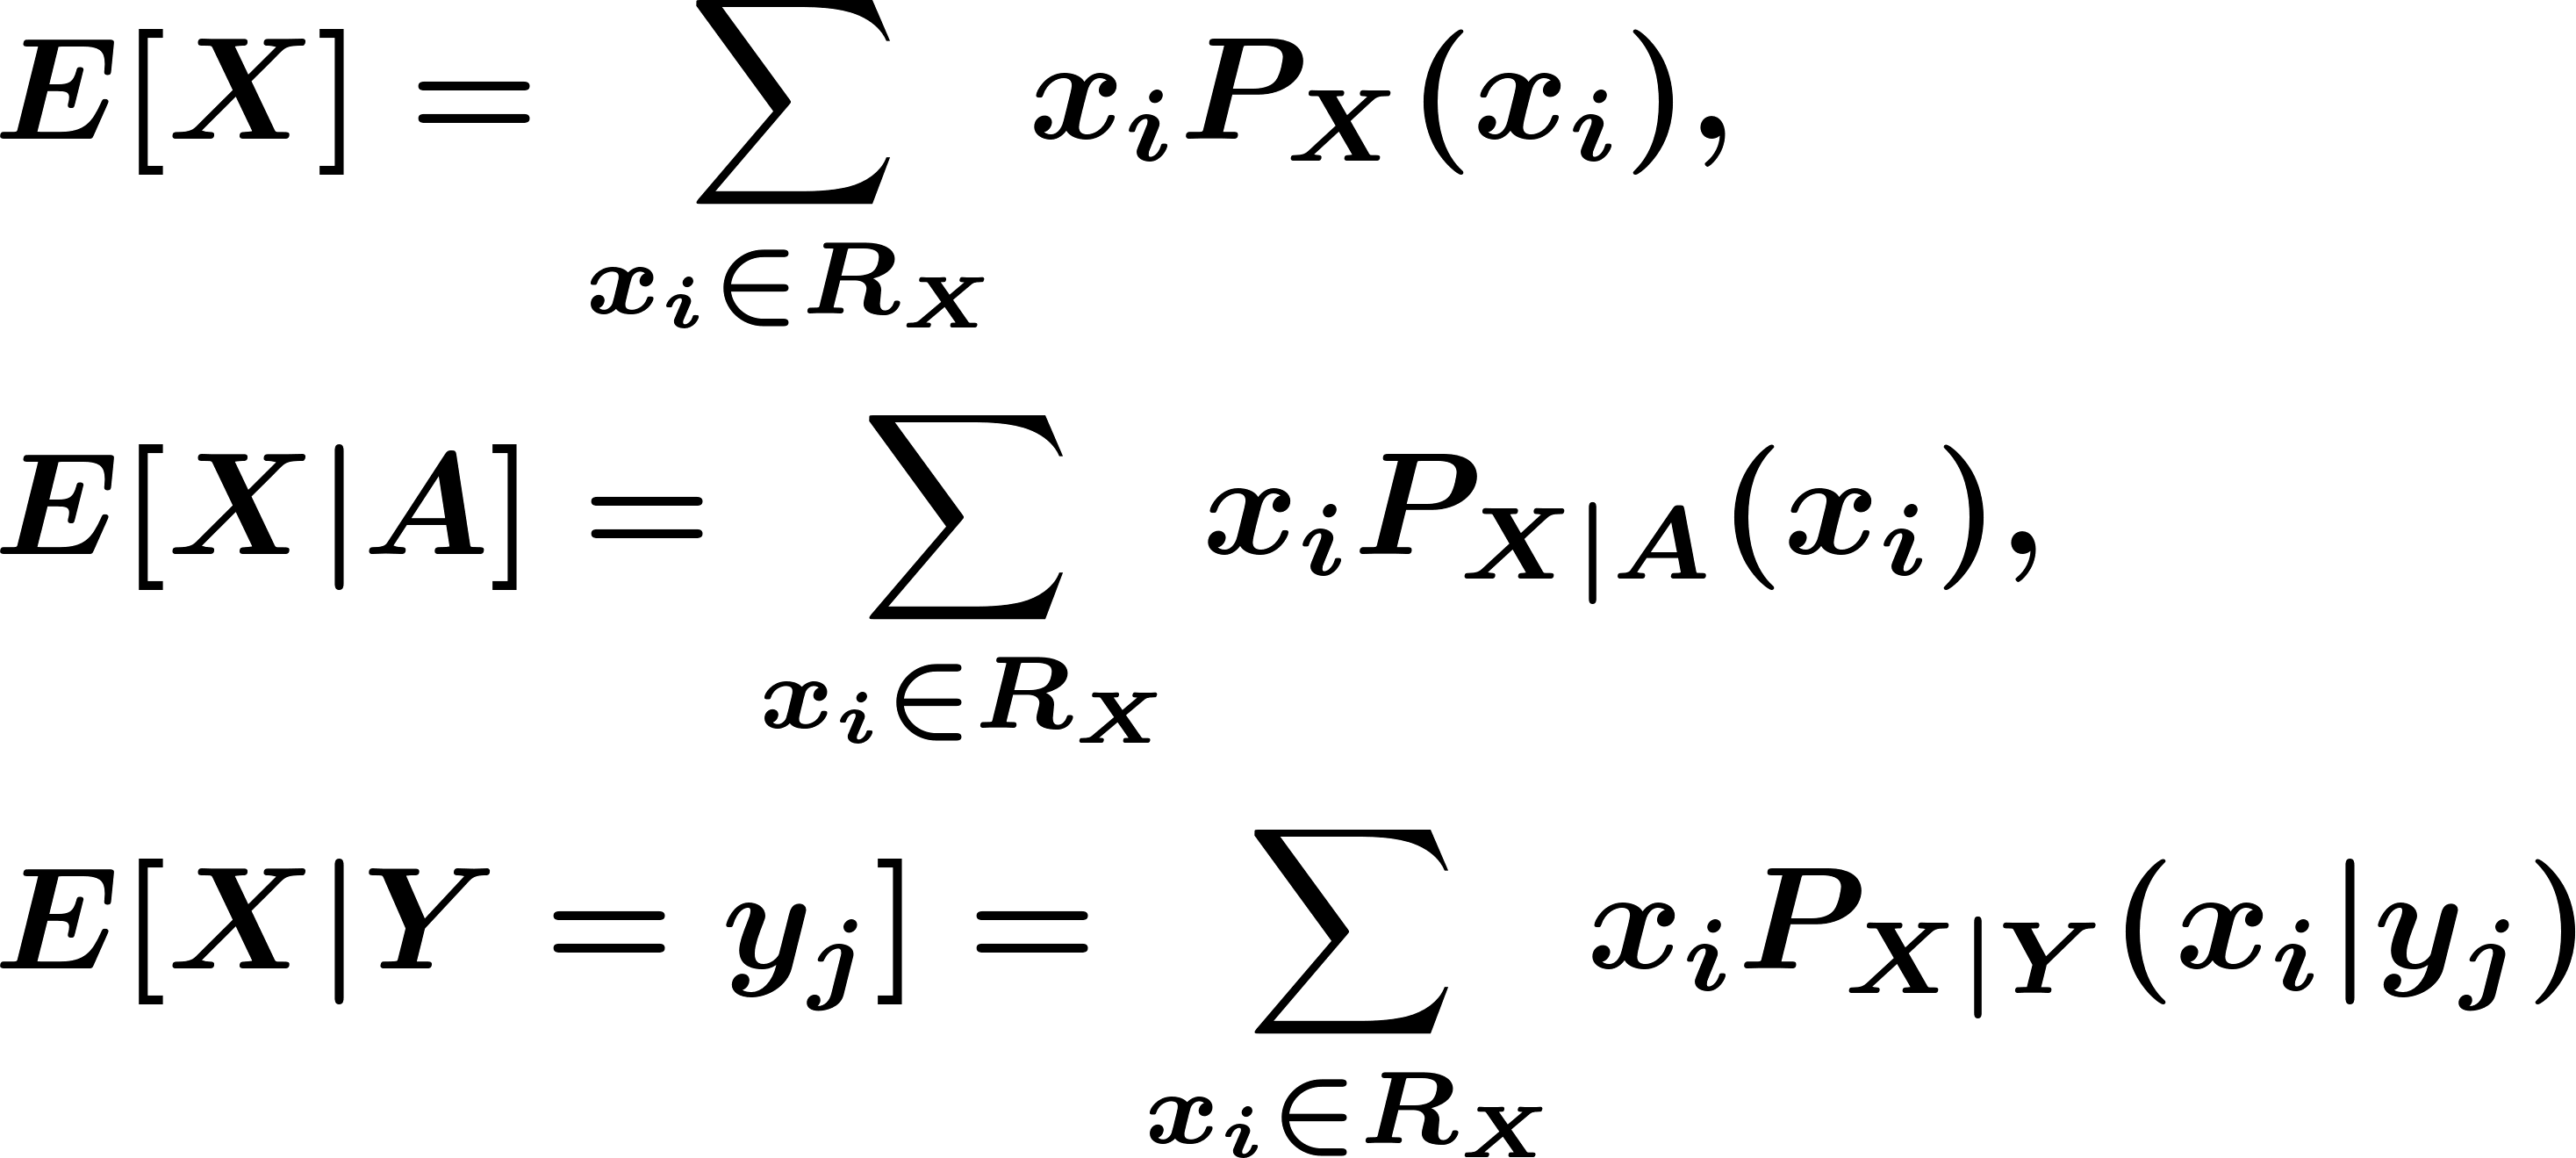 E[X] = ∑_{x_i∈R_X} x_i P_X(x_i),
E[X|A] = ∑_{x_i∈R_X} x_i P_{X|A}(x_i),
E[X|Y = y_j] = ∑_{x_i∈R_X} x_i P_{X|Y}(x_i|y_j)